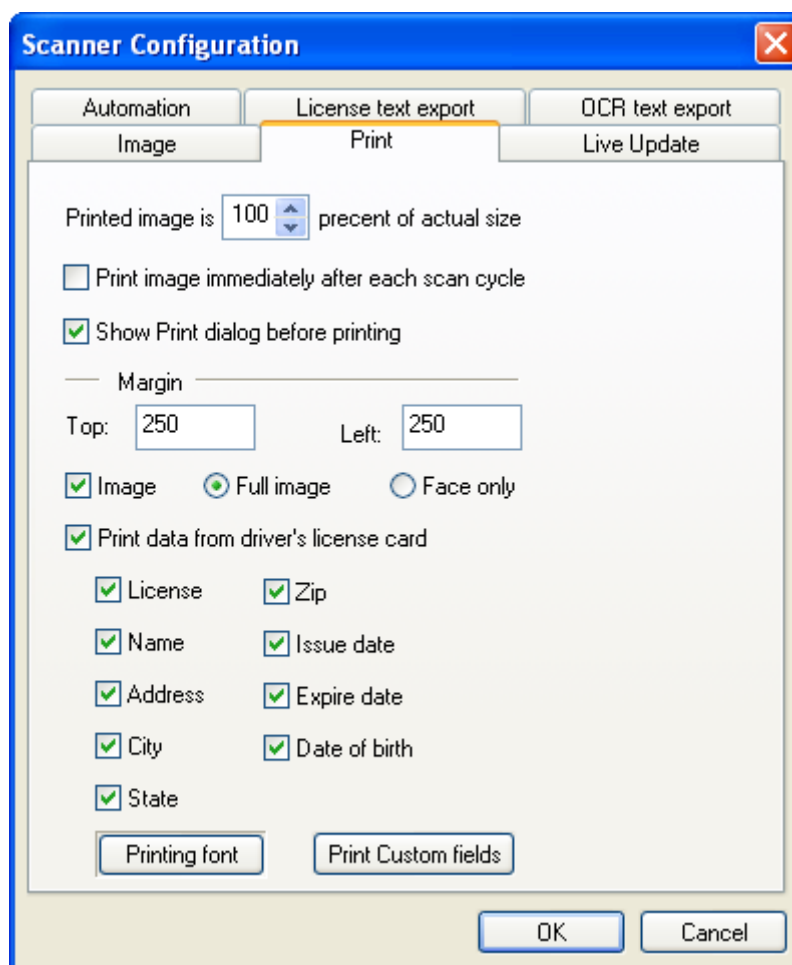 Scanner Configuration
Automation License text export OCR text export
Image Print Live Update
Printed image is 100 precent of actual size
Print image immediately after each scan cycle
Show Print dialog before printing
Margin
Top: 250 Left: 250
Image Full image Face only
Print data from driver's license card
License Zip
Name Issue date
Address Expire date
City Date of birth
State
Printing font Print Custom fields
OK Cancel